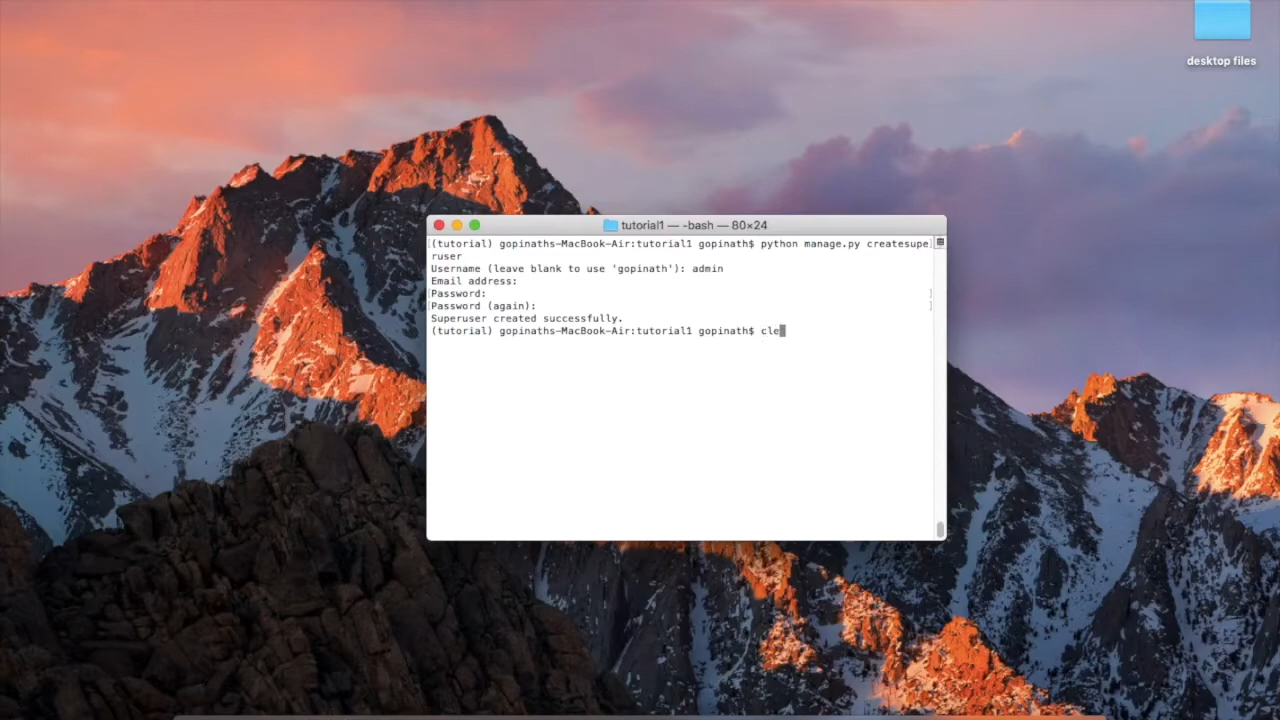 desktop files
tutorial1 — -bash — 80×24
(tutorial) gopinaths-MacBook-Air:tutorial1 gopinath$ python manage.py createsupe
ruser
Username (leave blank to use 'gopinath'): admin
Email address:
Password:
Password (again):
Superuser created successfully.
(tutorial) gopinaths-MacBook-Air:tutorial1 gopinath$ cle